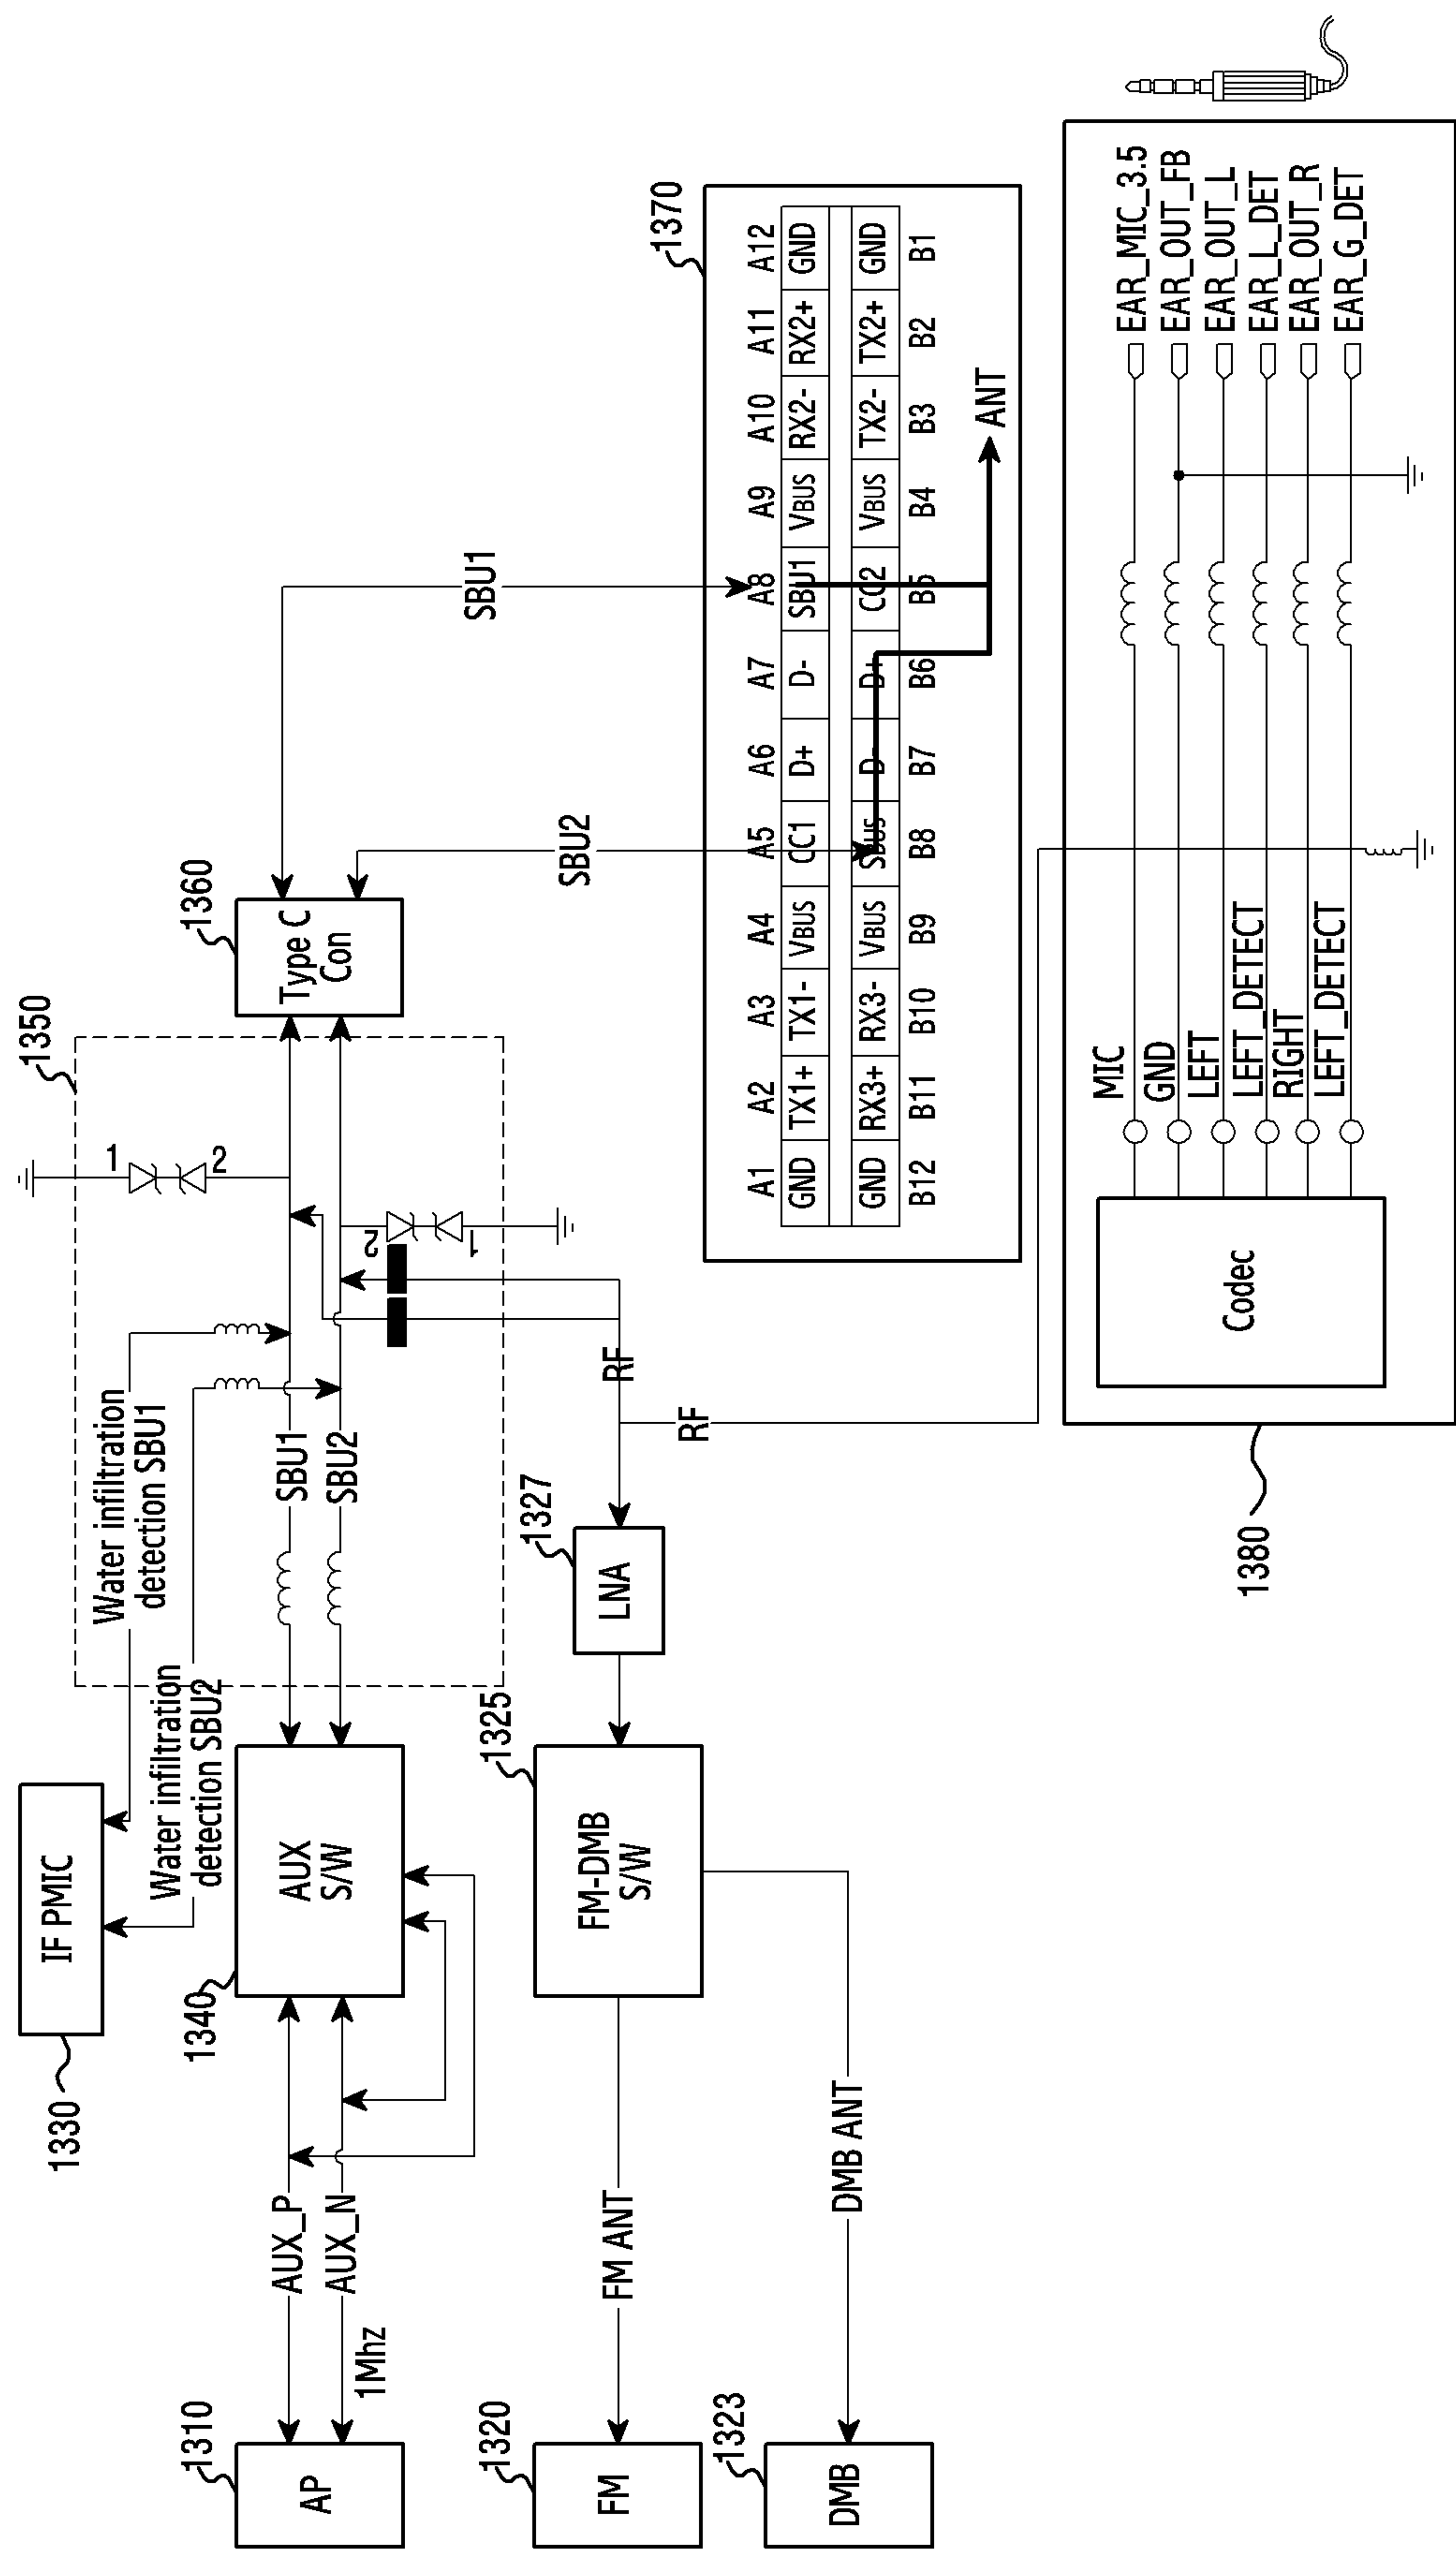 1330
IF PMIC
Water infiltration
detection SBU1
Water infiltration
detection SBU2
1350
1
2
1310
AP
AUX_P
AUX_N
1Mhz
1340
AUX
S/W
SBU1
SBU2
2
1
1360
Type C
Con
SBU1
SBU2
1320
FM
FM ANT
1325
FM-DMB
S/W
1327
LNA
RF
RF
1323
DMB
DMB ANT
1370
A1 A2 A3 A4 A5 A6 A7 A8 A9 A10 A11 A12
GND TX1+ TX1- VBUS CC1 D+ D- SBU1 VBUS RX2- RX2+ GND
GND RX3+ RX3- VBUS SBUS D- D+ CC2 VBUS TX2- TX2+ GND
B12 B11 B10 B9 B8 B7 B6 B5 B4 B3 B2 B1
ANT
1380
Codec
MIC
GND
LEFT
LEFT_DETECT
RIGHT
LEFT_DETECT
EAR_MIC_3.5
EAR_OUT_FB
EAR_OUT_L
EAR_L_DET
EAR_OUT_R
EAR_G_DET